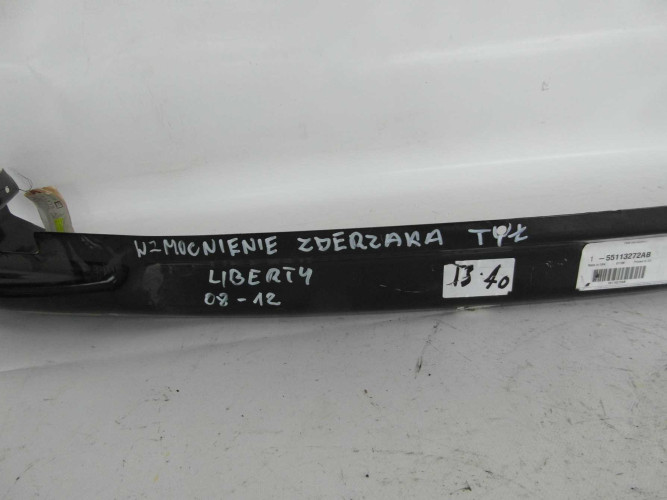 WZMOCNIENIE ZDERZAKA TYŁ
LIBERTY
08-12
13.40
55113272AB